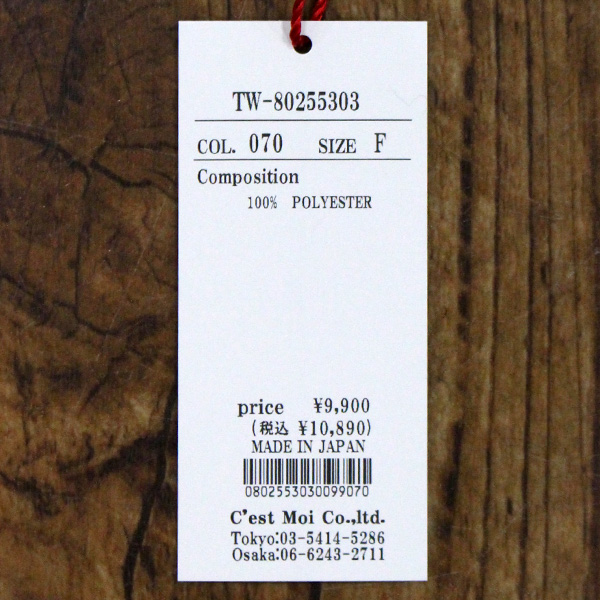 TW-80255303
COL. 070 SIZE F
Composition
100% POLYESTER
price ¥9,900
(税込 ¥10,890)
MADE IN JAPAN
0802553030099070
C'est Moi Co.,ltd.
Tokyo:03-5414-5286
Osaka:06-6243-2711